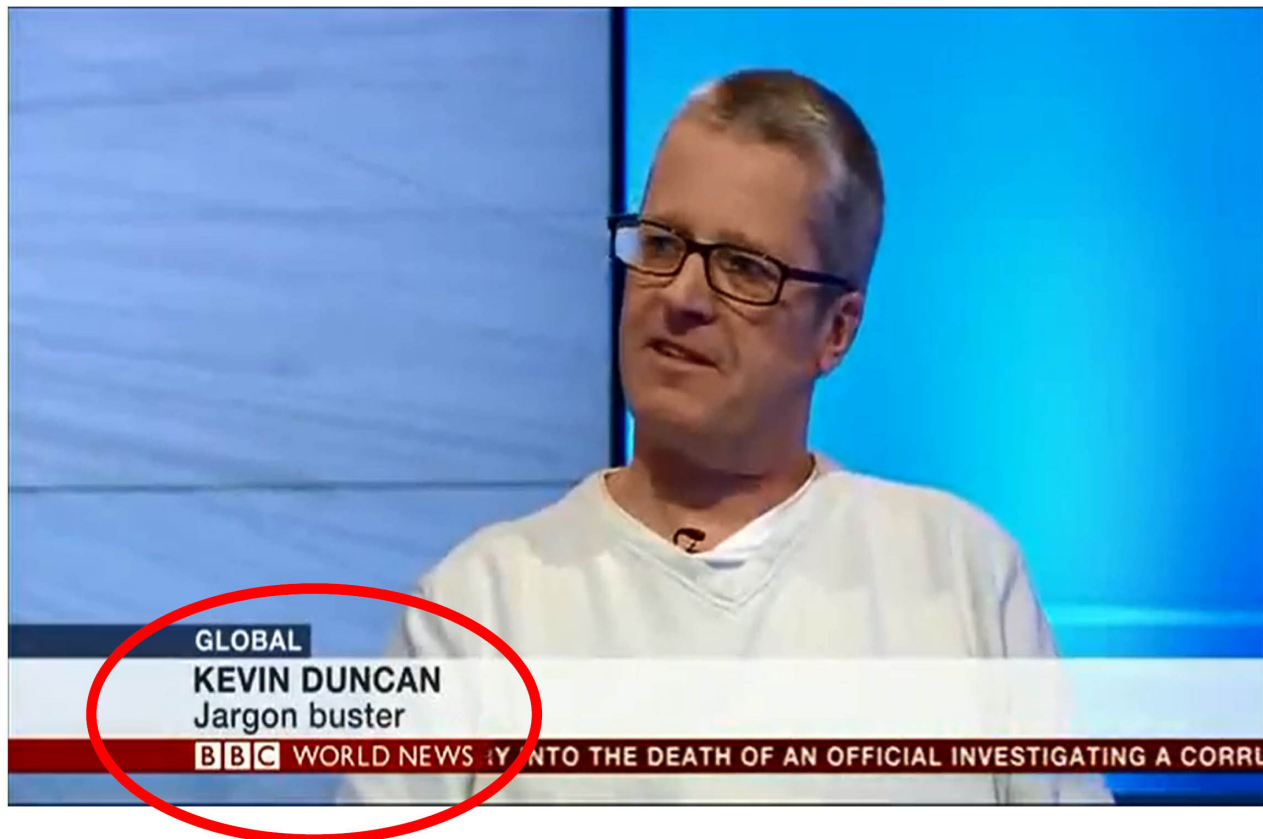 GLOBAL
KEVIN DUNCAN
Jargon buster
BBC WORLD NEWS INTO THE DEATH OF AN OFFICIAL INVESTIGATING A